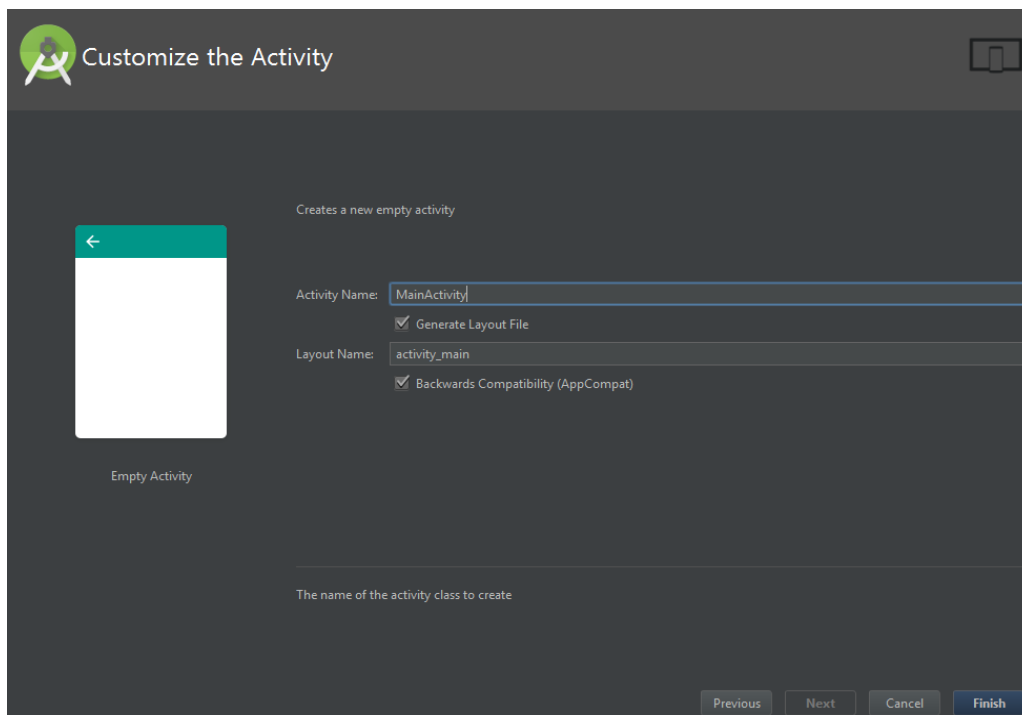 Customize the Activity
Creates a new empty activity
Activity Name: MainActivity
Generate Layout File
Layout Name: activity_main
Backwards Compatibility (AppCompat)
Empty Activity
The name of the activity class to create
Previous Next Cancel Finish